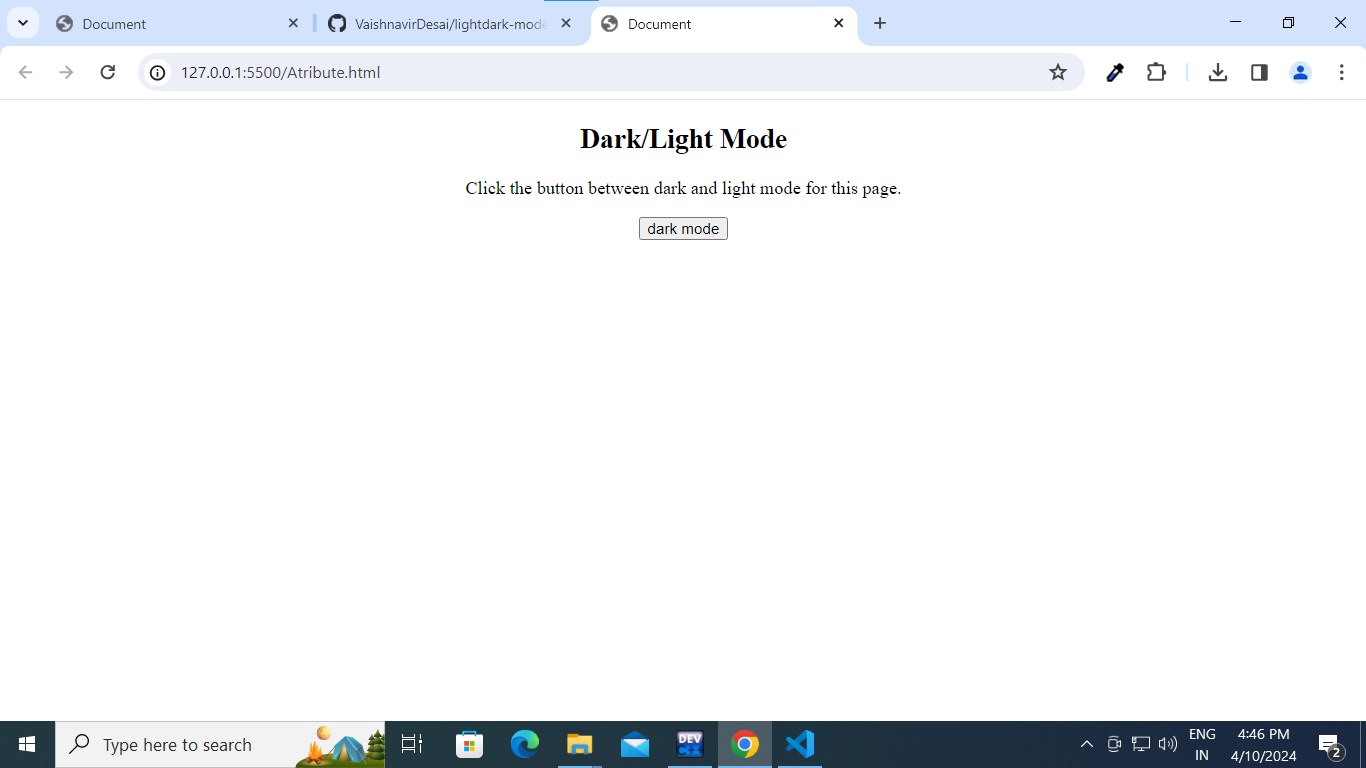 Document
VaishnavirDesai/lightdark-mode
Document
127.0.0.1:5500/Atribute.html
Dark/Light Mode
Click the button between dark and light mode for this page.
dark mode
Type here to search
DEV
C++
ENG
IN
4:46 PM
4/10/2024
2